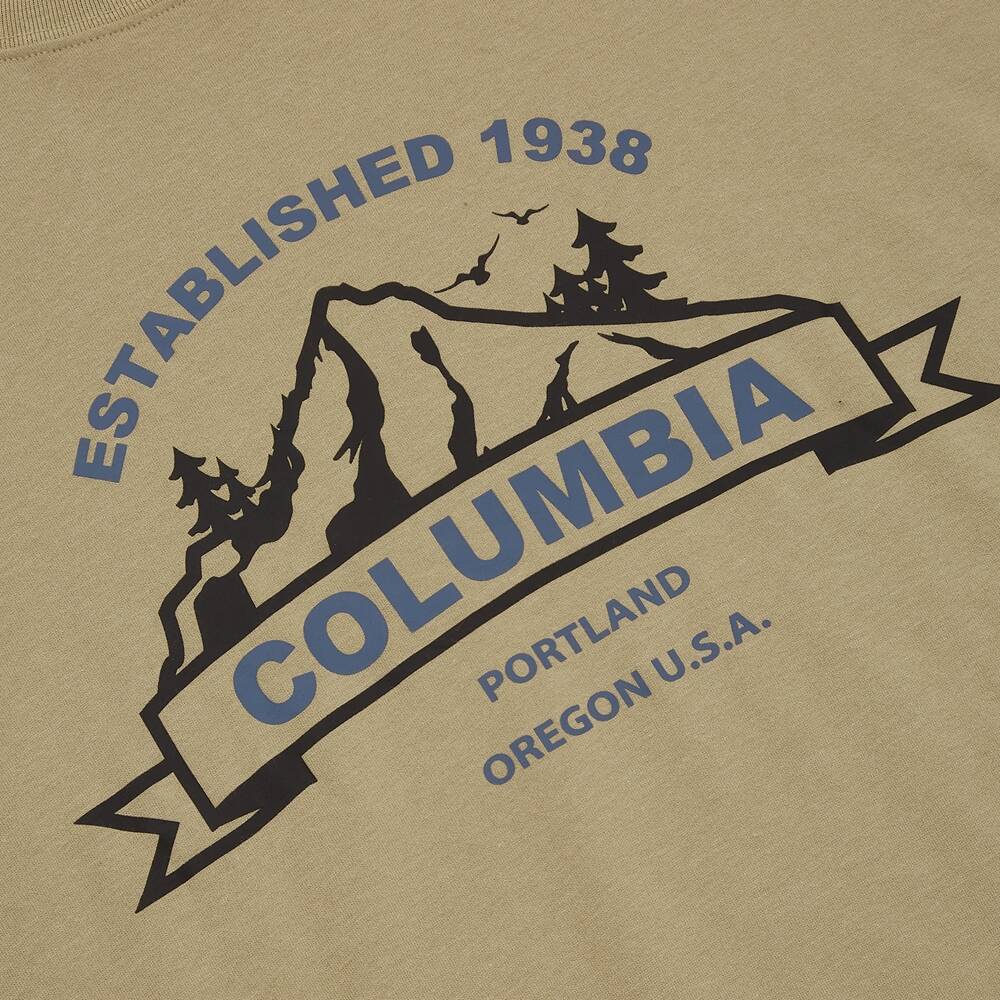 ESTABLISHED 1938
COLUMBIA
PORTLAND
OREGON U.S.A.